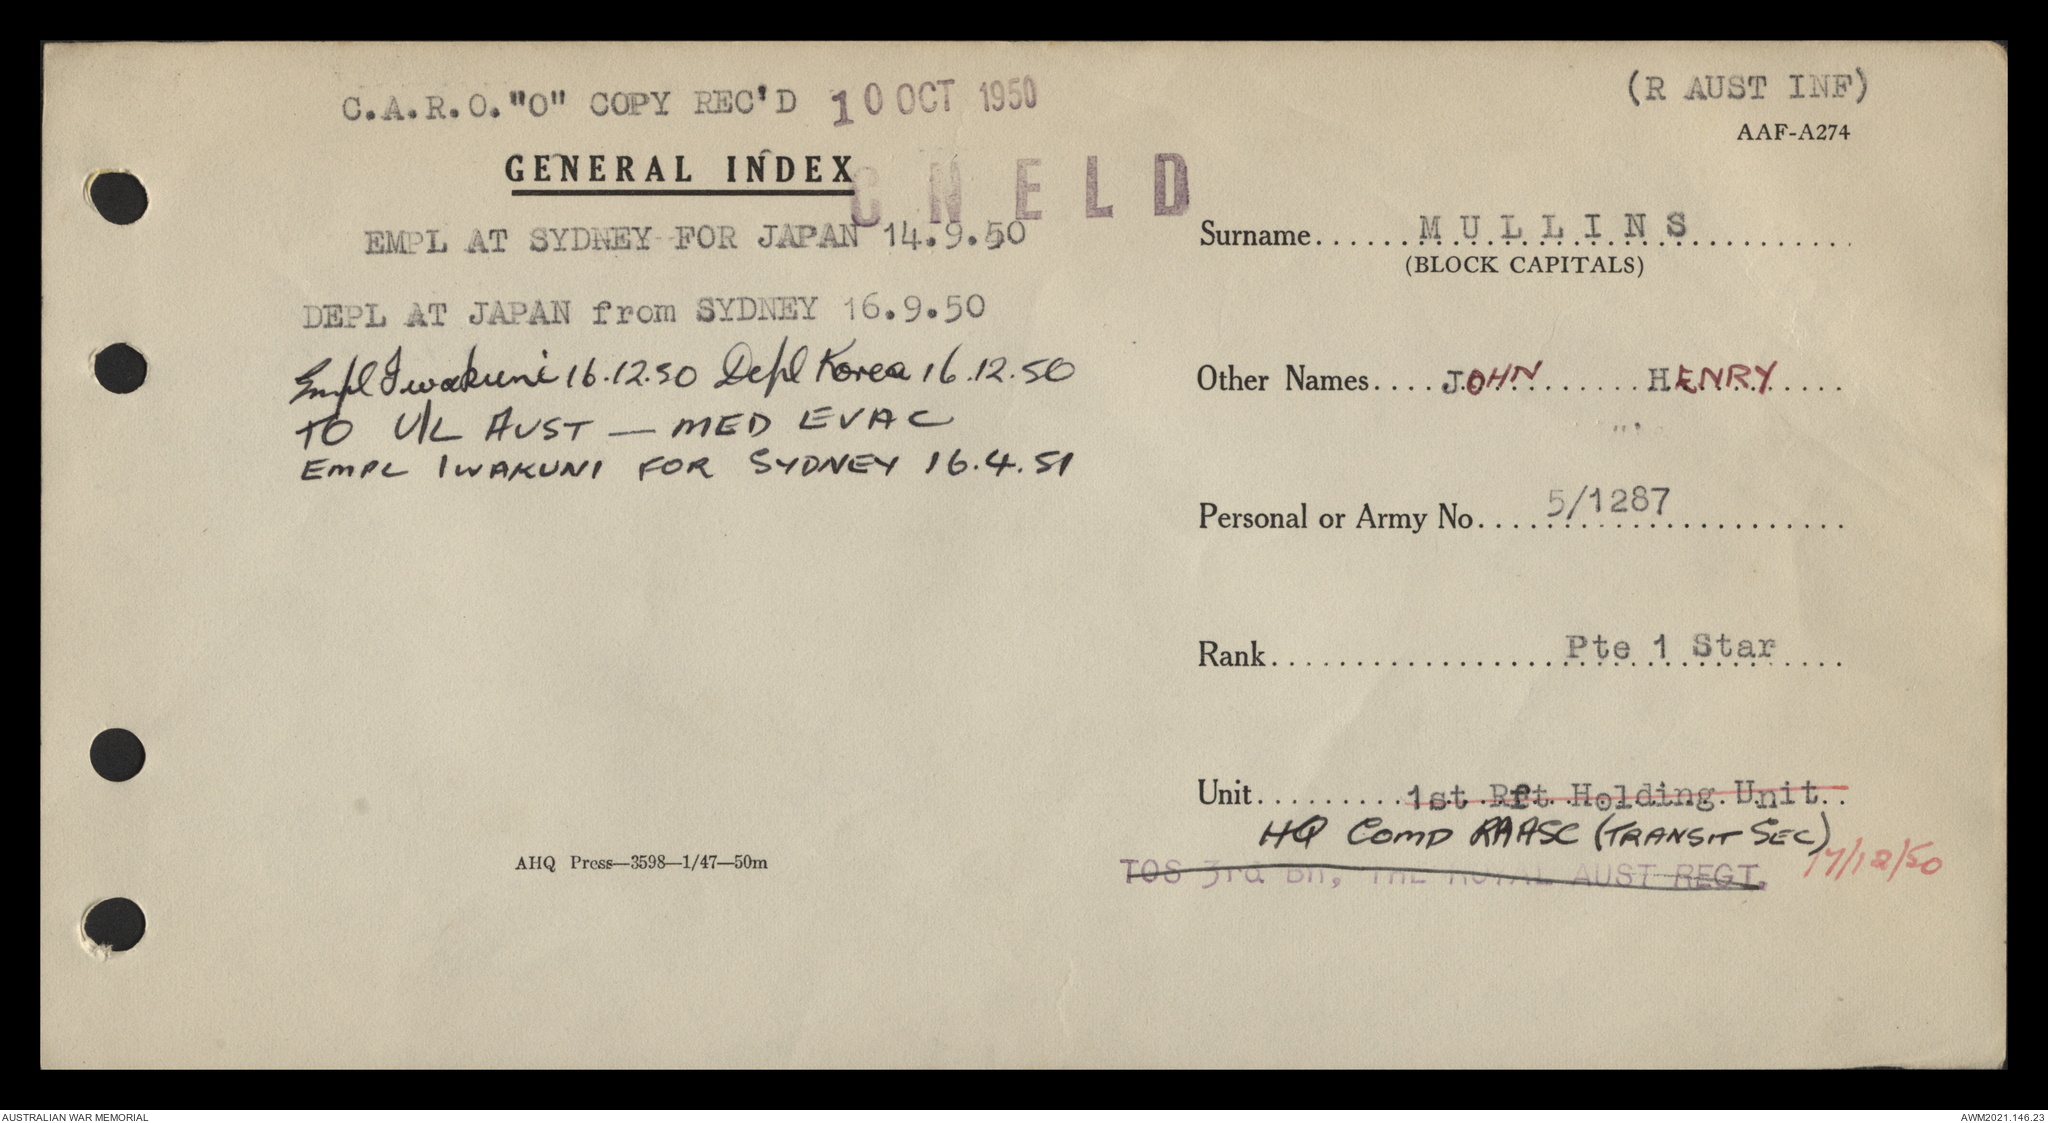 C.A.R.O."O" COPY REC'D 10 OCT 1950
(R AUST INF)
AAF-A274
GENERAL INDEX
C N E L D
EMPL AT SYDNEY FOR JAPAN 14.9.50
DEPL AT JAPAN from SYDNEY 16.9.50
Empl Iwakuni 16.12.50 Depl Korea 16.12.50
TO U/L AUST — MED EVAC
EMPL IWAKUNI FOR SYDNEY 16.4.51
Surname....MULLINS....
(BLOCK CAPITALS)
Other Names....JOHN....HENRY....
Personal or Army No....5/1287....
Rank....Pte 1 Star....
Unit....1st Rft Holding Unit..
HQ COMD RAASC (TRANSIT SEC)
TOS 3rd Bn, THE ROYAL AUST REGT. 17/12/50
AHQ Press—3598—1/47—50m
AUSTRALIAN WAR MEMORIAL
AWM2021.146.23